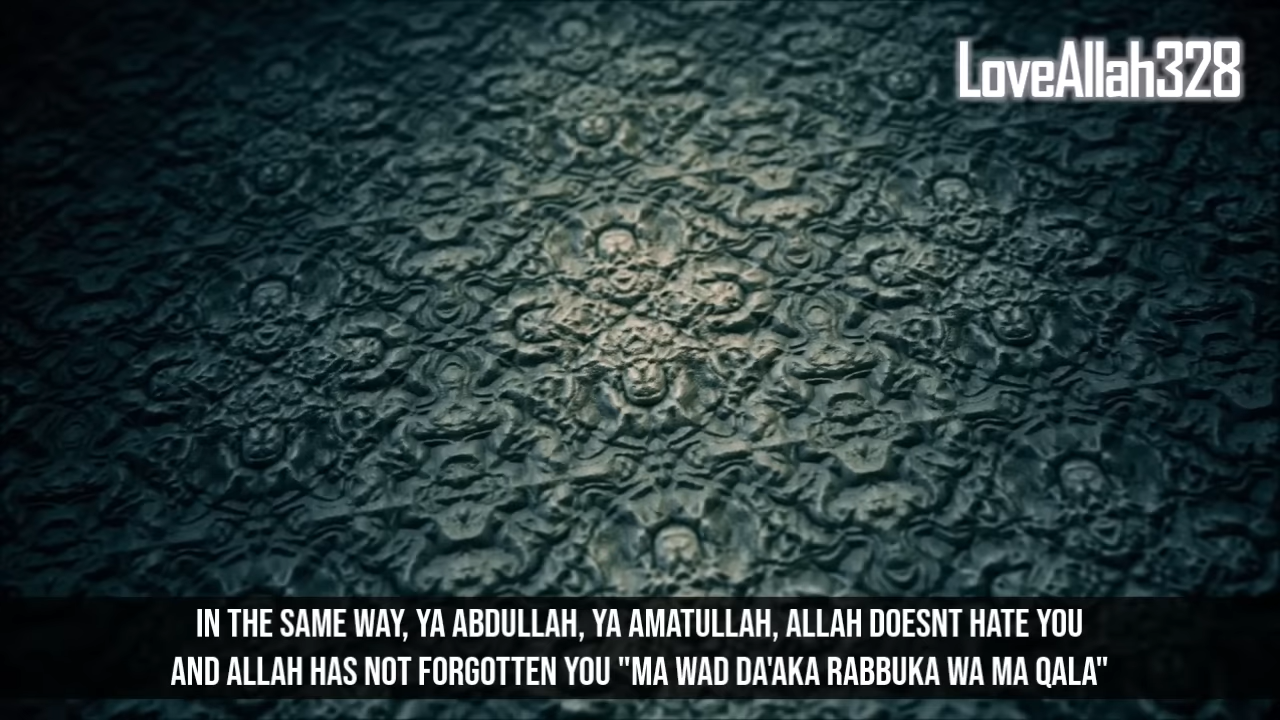 LoveAllah328
IN THE SAME WAY, YA ABDULLAH, YA AMATULLAH, ALLAH DOESNT HATE YOU
AND ALLAH HAS NOT FORGOTTEN YOU "MA WAD DA'AKA RABBUKA WA MA QALA"